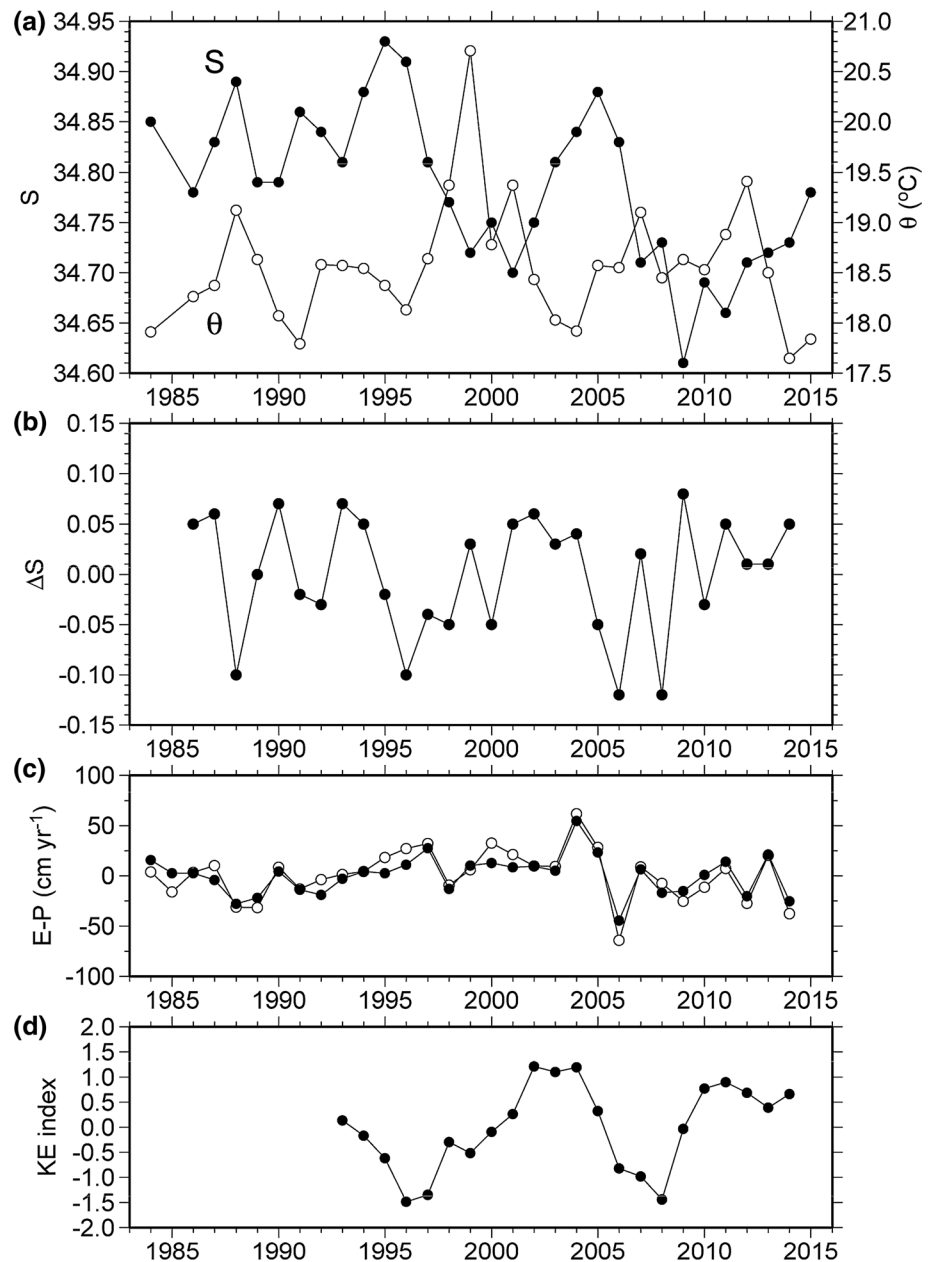 (a)
34.95 21.0
34.90 20.5
34.85 20.0
34.80 19.5
34.75 19.0
34.70 18.5
34.65 18.0
34.60 17.5
S
S
θ
θ (°C)
1985 1990 1995 2000 2005 2010 2015
(b)
0.15
0.10
0.05
0.00
-0.05
-0.10
-0.15
ΔS
1985 1990 1995 2000 2005 2010 2015
(c)
100
50
0
-50
-100
E-P (cm yr⁻¹)
1985 1990 1995 2000 2005 2010 2015
(d)
2.0
1.5
1.0
0.5
0.0
-0.5
-1.0
-1.5
-2.0
KE index
1985 1990 1995 2000 2005 2010 2015